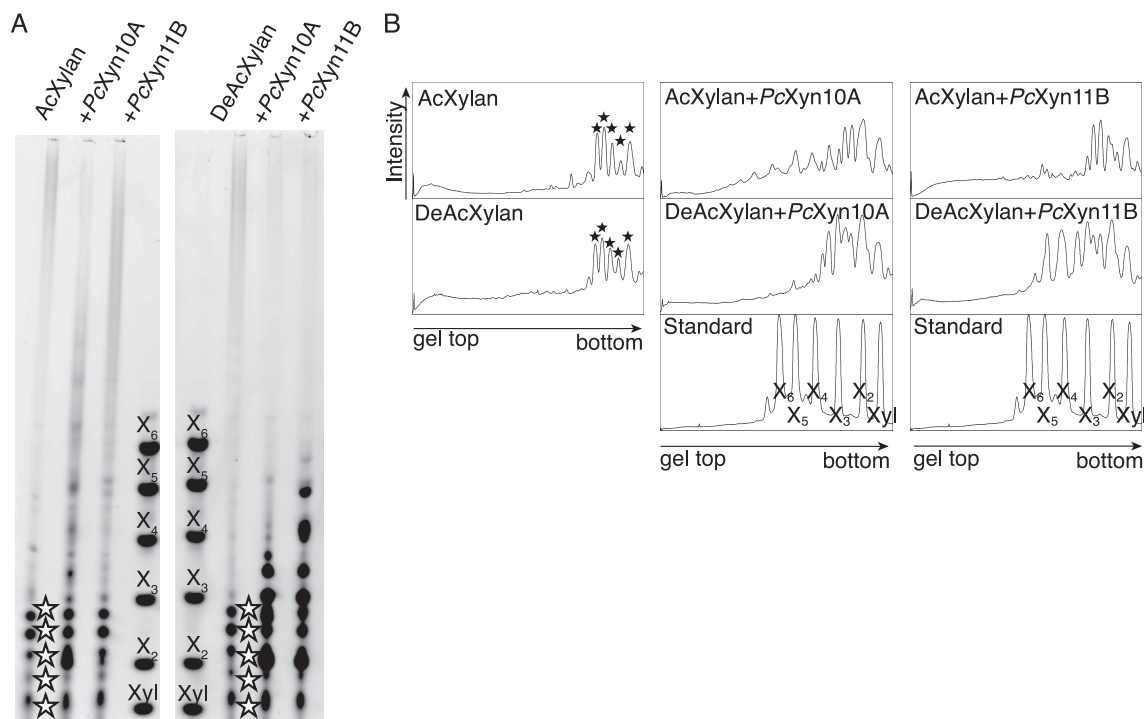 A
AcXylan
+PcXyn10A
+PcXyn11B
DeAcXylan
+PcXyn10A
+PcXyn11B
X6
X5
X4
X3
X2
Xyl
X6
X5
X4
X3
X2
Xyl
B
Intensity
AcXylan
DeAcXylan
gel top bottom
AcXylan+PcXyn10A
DeAcXylan+PcXyn10A
Standard
X6 X5 X4 X3 X2 Xyl
gel top bottom
AcXylan+PcXyn11B
DeAcXylan+PcXyn11B
Standard
X6 X5 X4 X3 X2 Xyl
gel top bottom